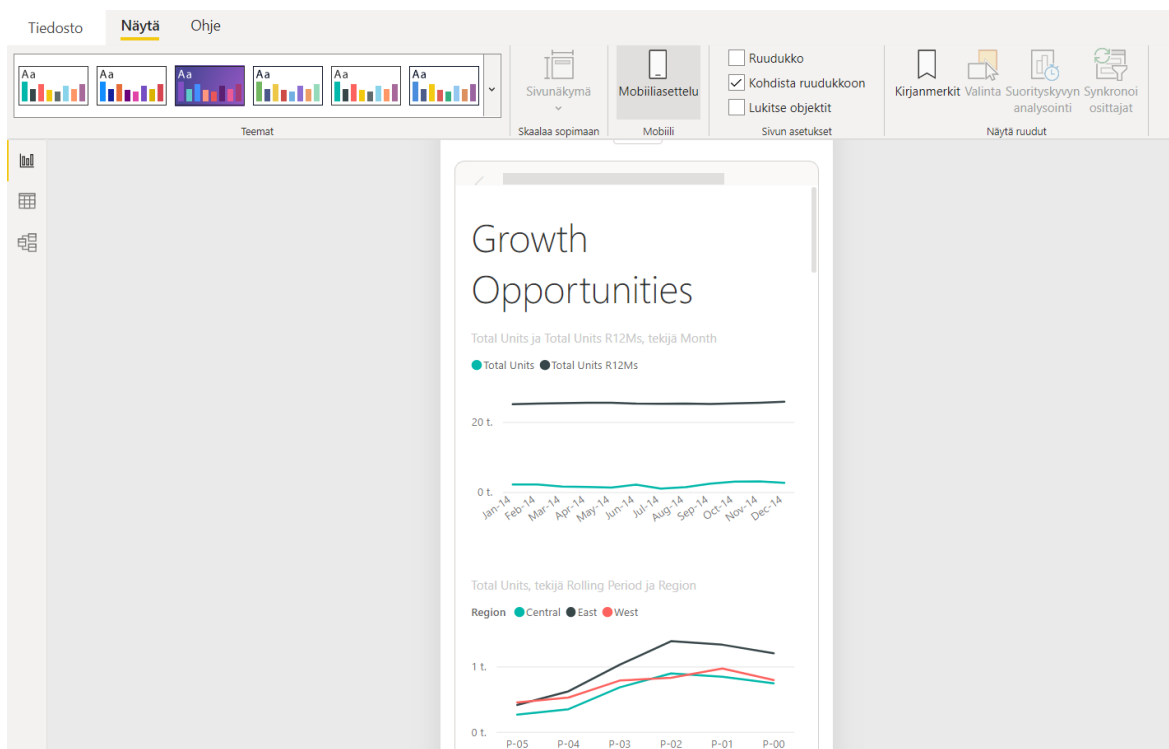 Tiedosto Näytä Ohje
Aa Aa Aa Aa Aa Aa
Sivunäkymä
Mobiiliasettelu
Ruudukko
Kohdista ruudukkoon
Lukitse objektit
Kirjanmerkit Valinta Suorityskyvyn Synkronoi
analysointi osittajat
Teemat Skaalaa sopimaan Mobiili Sivun asetukset Näytä ruudut
Growth
Opportunities
Total Units ja Total Units R12Ms, tekijä Month
Total Units Total Units R12Ms
20 t.
0 t.
Jan-14 Feb-14 Mar-14 Apr-14 May-14 Jun-14 Jul-14 Aug-14 Sep-14 Oct-14 Nov-14 Dec-14
Total Units, tekijä Rolling Period ja Region
Region Central East West
1 t.
0 t.
P-05 P-04 P-03 P-02 P-01 P-00